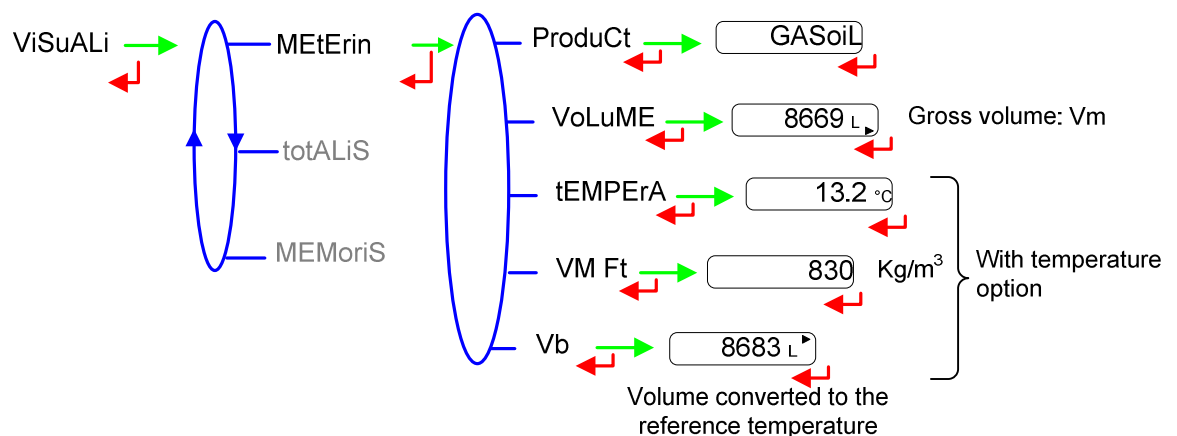 ViSuALi
MEtErin
totALiS
MEMoriS
ProduCt
GASoiL
VoLuME
8669 L
Gross volume: Vm
tEMPErA
13.2 °C
VM Ft
830
Kg/m³
Vb
8683 L
With temperature
option
Volume converted to the
reference temperature